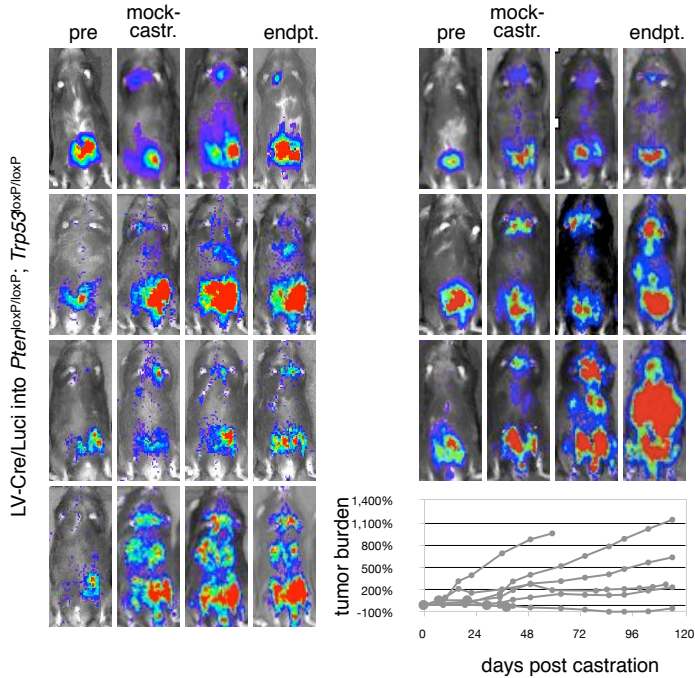 mock-
pre castr. endpt.
mock-
pre castr. endpt.
LV-Cre/Luci into PtenloxP/loxP; Trp53loxP/loxP
tumor burden
1,400%
1,100%
800%
500%
200%
-100%
0 24 48 72 96 120
days post castration